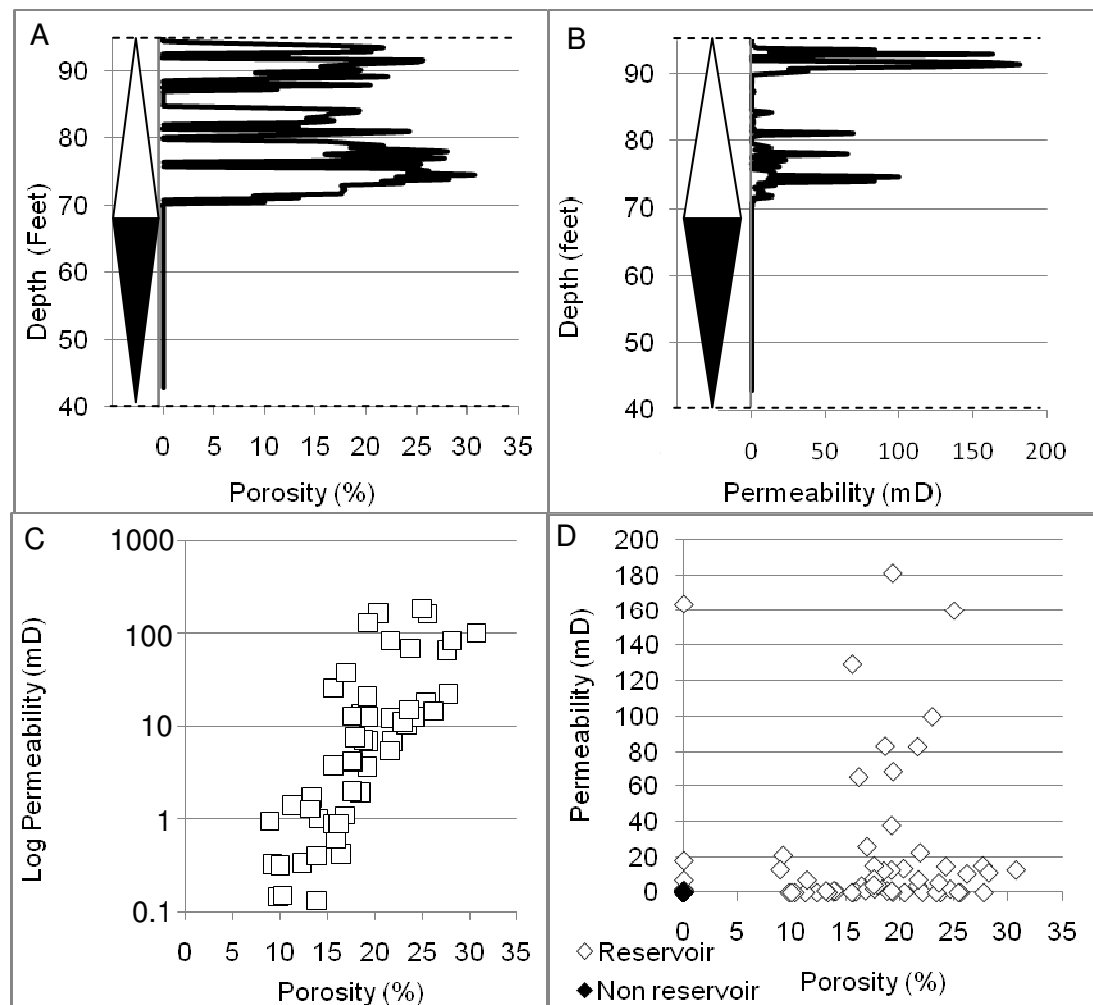 A
Depth (Feet)
90
80
70
60
50
40
0 5 10 15 20 25 30 35
Porosity (%)
B
Depth (feet)
90
80
70
60
50
40
0 50 100 150 200
Permeability (mD)
C
Log Permeability (mD)
1000
100
10
1
0.1
0 5 10 15 20 25 30 35
Porosity (%)
D
Permeability (mD)
200
180
160
140
120
100
80
60
40
20
0
0 5 10 15 20 25 30 35
Reservoir
Porosity (%)
Non reservoir